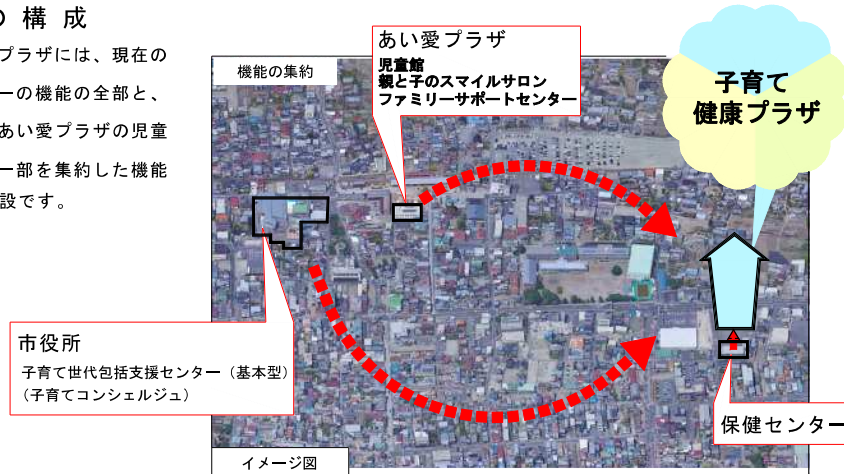 の構成
プラザには、現在の
ーの機能の全部と、
あい愛プラザの児童
一部を集約した機能
設です。
機能の集約
あい愛プラザ
児童館
親と子のスマイルサロン
ファミリーサポートセンター
子育て
健康プラザ
市役所
子育て世代包括支援センター（基本型）
（子育てコンシェルジュ）
保健センター
イメージ図